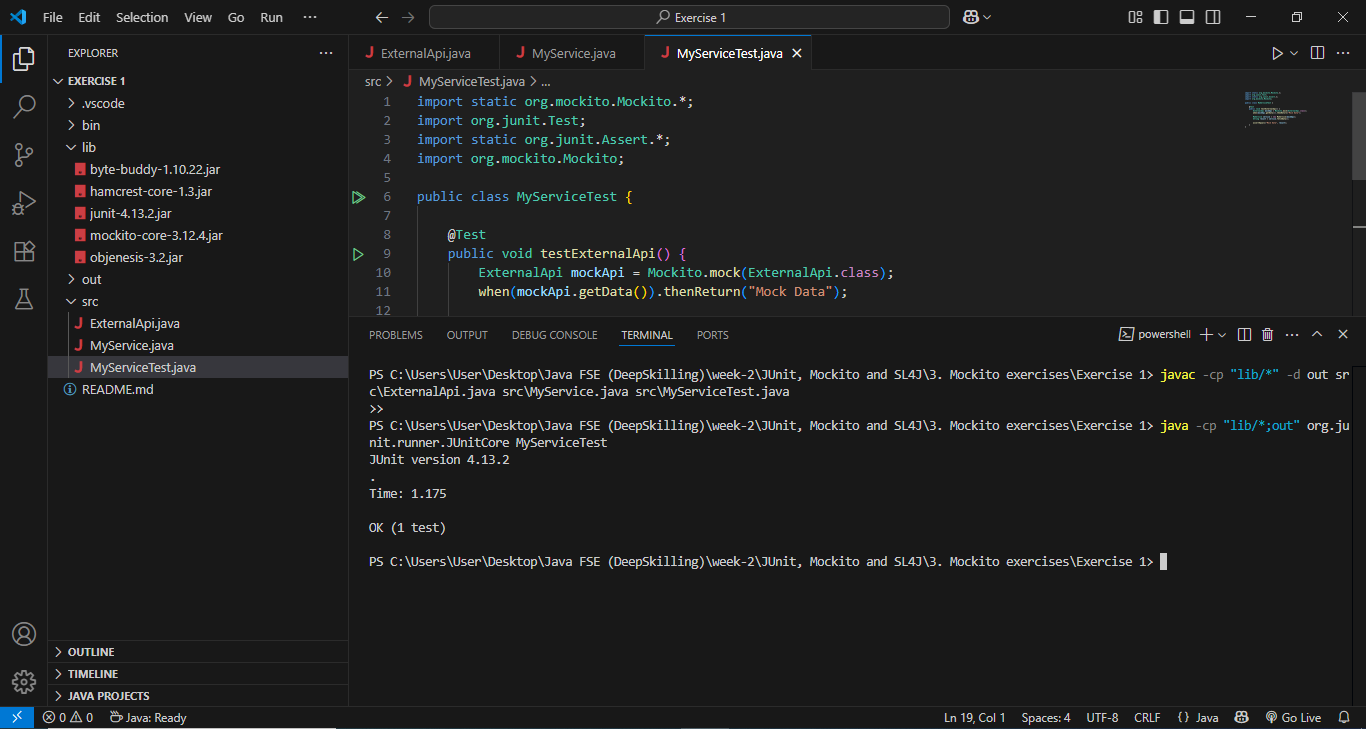 File Edit Selection View Go Run ··· Exercise 1
EXPLORER ···
EXERCISE 1
.vscode
bin
lib
byte-buddy-1.10.22.jar
hamcrest-core-1.3.jar
junit-4.13.2.jar
mockito-core-3.12.4.jar
objenesis-3.2.jar
out
src
ExternalApi.java
MyService.java
MyServiceTest.java
README.md
OUTLINE
TIMELINE
JAVA PROJECTS
ExternalApi.java MyService.java MyServiceTest.java
src > MyServiceTest.java > ...
1 import static org.mockito.Mockito.*;
2 import org.junit.Test;
3 import static org.junit.Assert.*;
4 import org.mockito.Mockito;
5
6 public class MyServiceTest {
7
8 @Test
9 public void testExternalApi() {
10 ExternalApi mockApi = Mockito.mock(ExternalApi.class);
11 when(mockApi.getData()).thenReturn("Mock Data");
12
PROBLEMS OUTPUT DEBUG CONSOLE TERMINAL PORTS powershell
PS C:\Users\User\Desktop\Java FSE (DeepSkilling)\week-2\JUnit, Mockito and SL4J\3. Mockito exercises\Exercise 1> javac -cp "lib/*" -d out sr
c\ExternalApi.java src\MyService.java src\MyServiceTest.java
>>
PS C:\Users\User\Desktop\Java FSE (DeepSkilling)\week-2\JUnit, Mockito and SL4J\3. Mockito exercises\Exercise 1> java -cp "lib/*;out" org.ju
nit.runner.JUnitCore MyServiceTest
JUnit version 4.13.2
.
Time: 1.175
OK (1 test)
PS C:\Users\User\Desktop\Java FSE (DeepSkilling)\week-2\JUnit, Mockito and SL4J\3. Mockito exercises\Exercise 1>
0 0 Java: Ready Ln 19, Col 1 Spaces: 4 UTF-8 CRLF {} Java Go Live